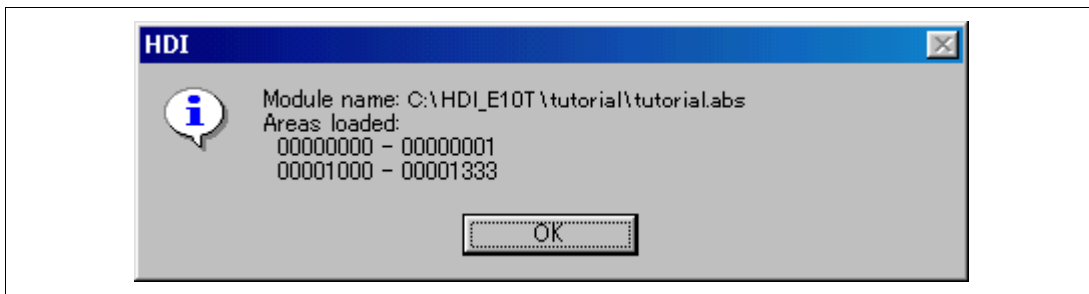 HDI
Module name: C:\HDI_E10T\tutorial\tutorial.abs
Areas loaded:
00000000 - 00000001
00001000 - 00001333
OK